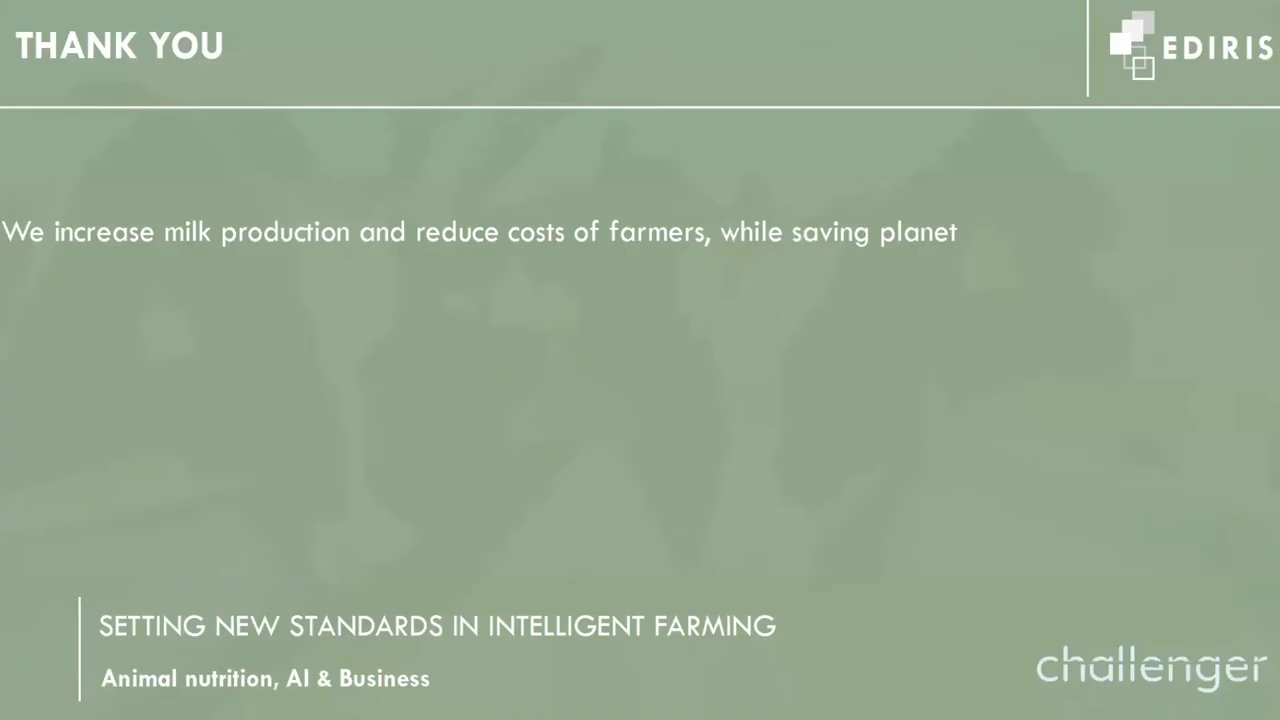 THANK YOU
EDIRIS
We increase milk production and reduce costs of farmers, while saving planet
SETTING NEW STANDARDS IN INTELLIGENT FARMING
Animal nutrition, AI & Business
challenger